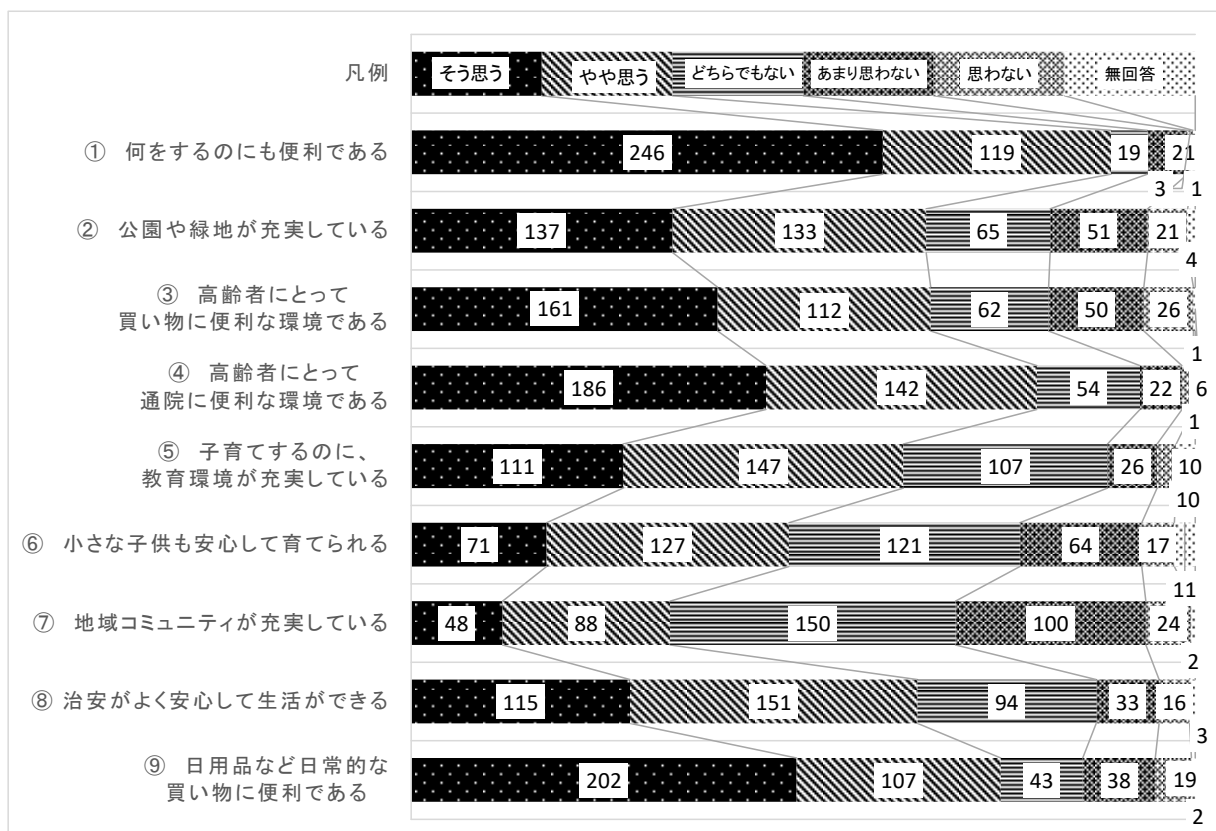 凡例
そう思う
やや思う
どちらでもない
あまり思わない
思わない
無回答
① 何をするのにも便利である
246
119
19
21
3
1
② 公園や緑地が充実している
137
133
65
51
21
4
③ 高齢者にとって
買い物に便利な環境である
161
112
62
50
26
1
④ 高齢者にとって
通院に便利な環境である
186
142
54
22
6
1
⑤ 子育てするのに、
教育環境が充実している
111
147
107
26
10
10
⑥ 小さな子供も安心して育てられる
71
127
121
64
17
11
⑦ 地域コミュニティが充実している
48
88
150
100
24
2
⑧ 治安がよく安心して生活ができる
115
151
94
33
16
3
⑨ 日用品など日常的な
買い物に便利である
202
107
43
38
19
2